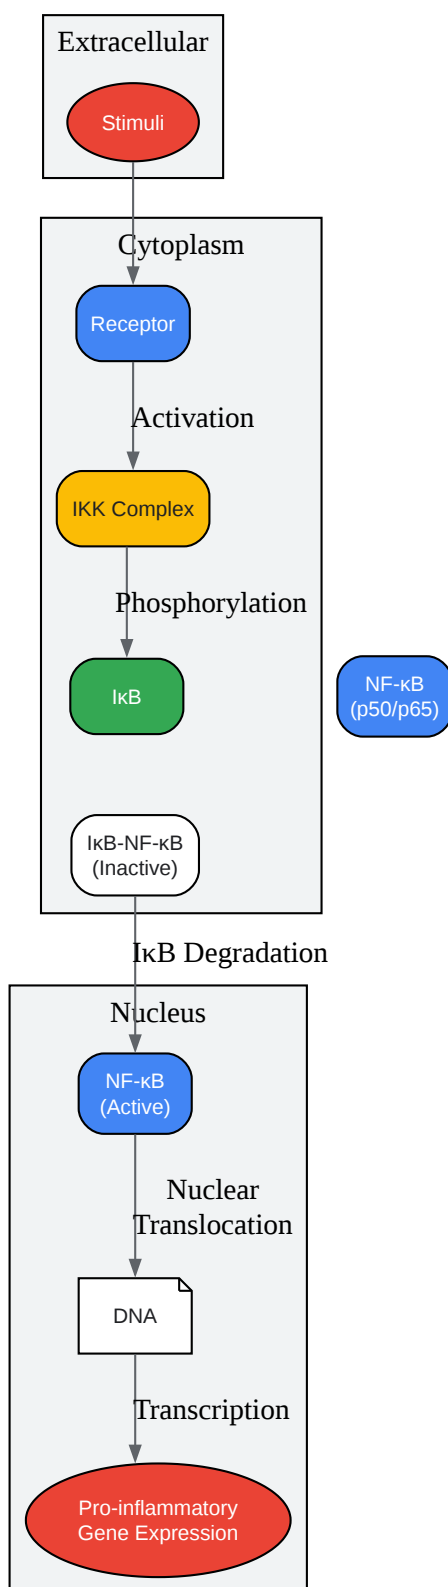 Extracellular
Stimuli
Cytoplasm
Receptor
Activation
IKK Complex
Phosphorylation
IκB
NF-κB
(p50/p65)
IκB-NF-κB
(Inactive)
IκB Degradation
Nucleus
NF-κB
(Active)
Nuclear
Translocation
DNA
Transcription
Pro-inflammatory
Gene Expression